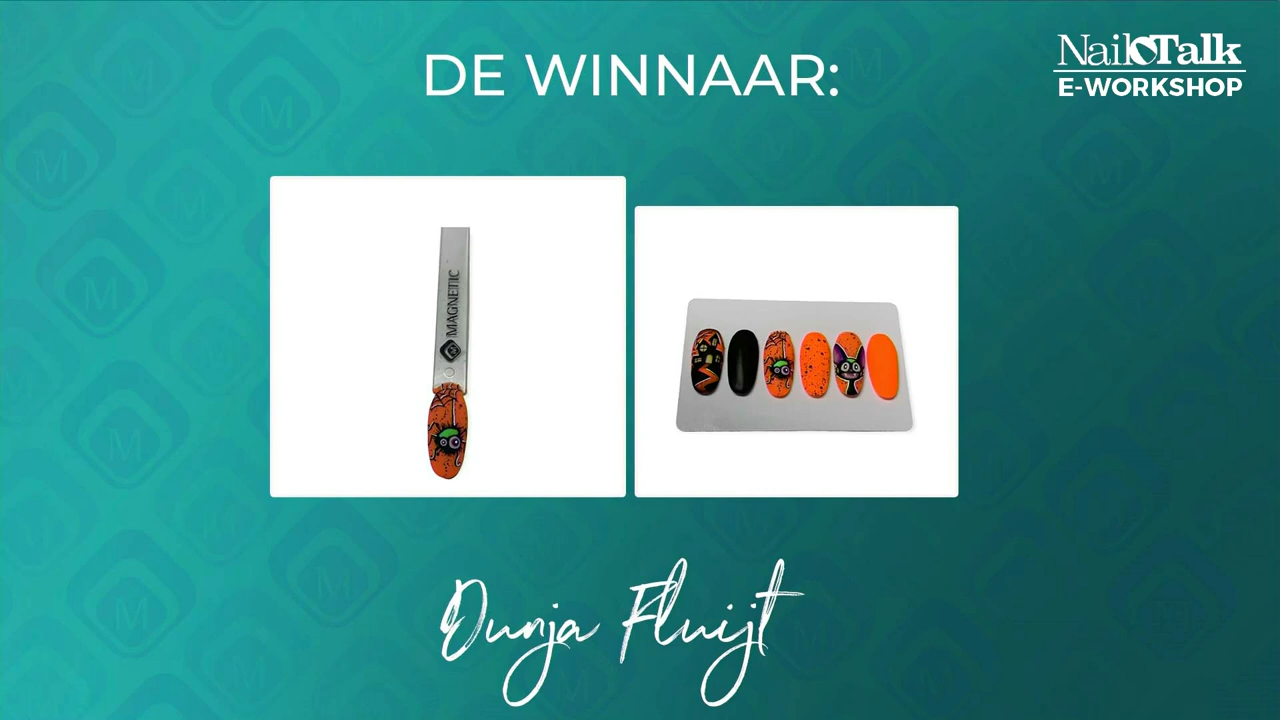 DE WINNAAR:
NailTalk
E-WORKSHOP
MAGNETIC
Dunja Fluijt